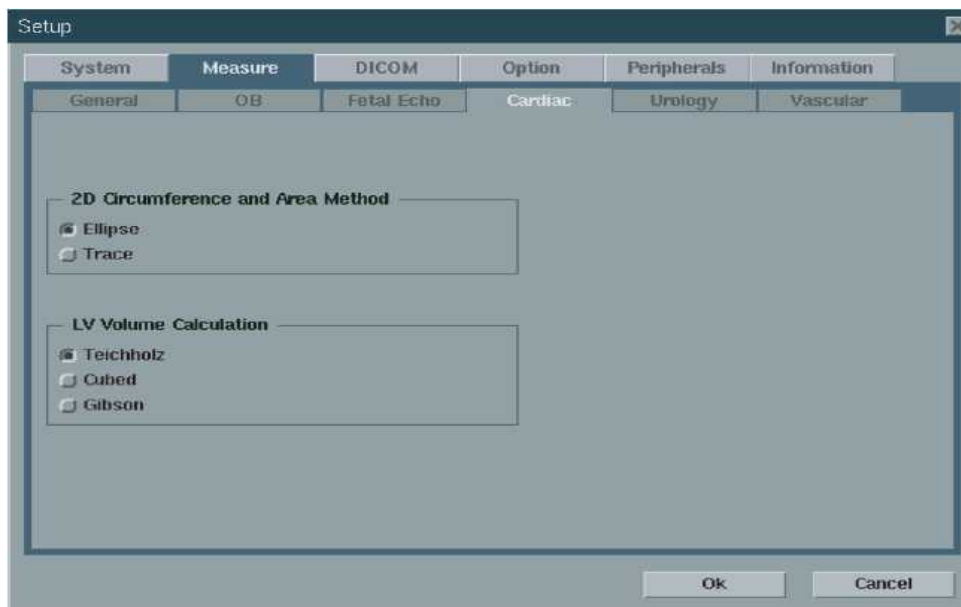 Setup
System Measure DICOM Option Peripherals Information
General OB Fetal Echo Cardiac Urology Vascular
2D Circumference and Area Method
Ellipse
Trace
LV Volume Calculation
Teichholz
Cubed
Gibson
Ok Cancel